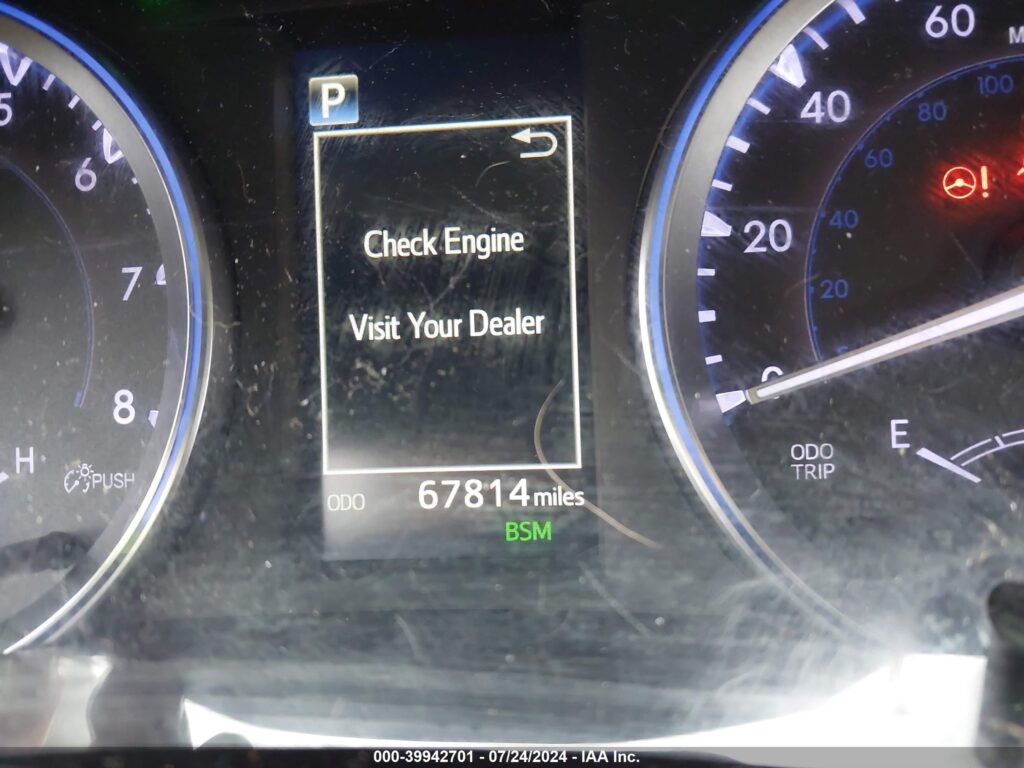 P
Check Engine
Visit Your Dealer
ODO 67814 miles
BSM
5
6
7
8
H
PUSH
60
40
20
0
100
80
60
40
20
!
E
ODO
TRIP
000-39942701 - 07/24/2024 - IAA Inc.